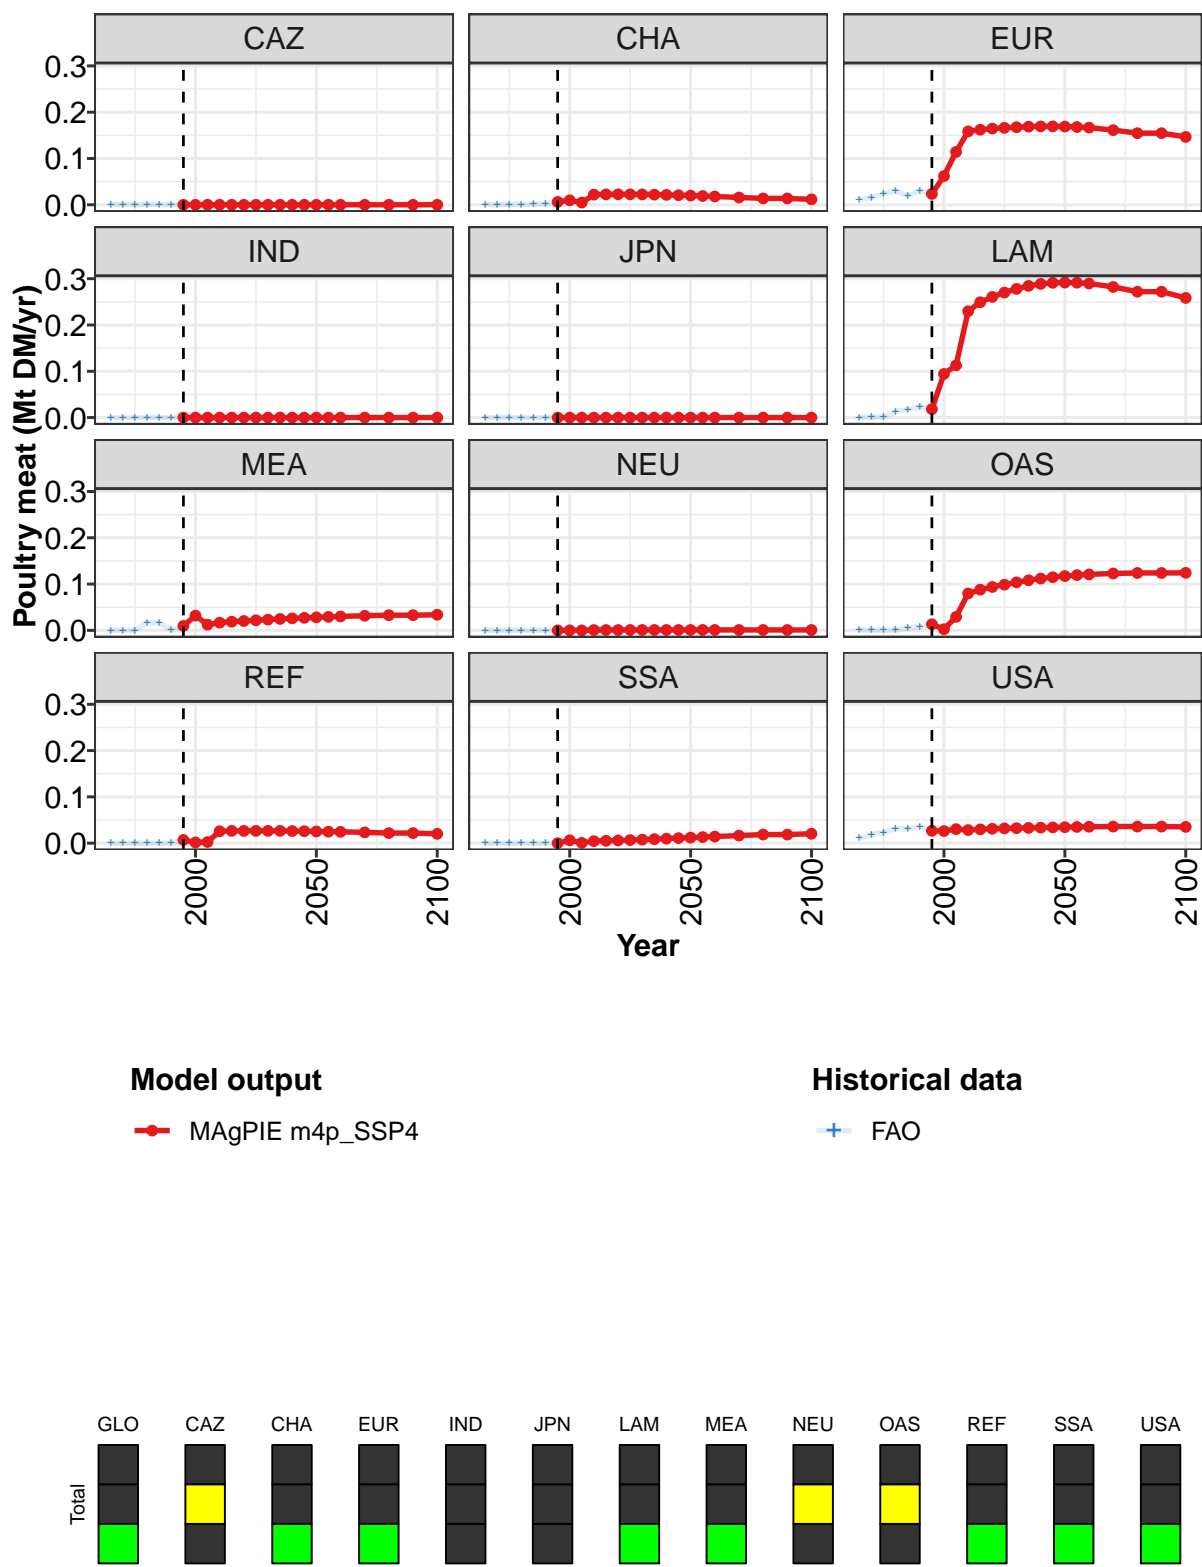 CAZ CHA EUR
0.3
0.2
0.1
0.0
IND JPN LAM
0.3
0.2
0.1
0.0
MEA NEU OAS
0.3
0.2
0.1
0.0
REF SSA USA
0.3
0.2
0.1
0.0
Poultry meat (Mt DM/yr)
2000 2050 2100 2000 2050 2100 2000 2050 2100
Year
Model output
MAgPIE m4p_SSP4
Historical data
FAO
GLO CAZ CHA EUR IND JPN LAM MEA NEU OAS REF SSA USA
Total